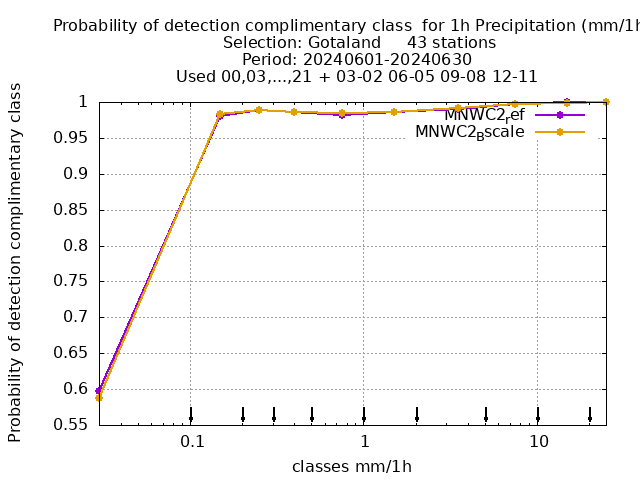 Probability of detection complimentary class  for 1h Precipitation (mm/1h
Selection: Gotaland     43 stations
Period: 20240601-20240630
Used 00,03,...,21 + 03-02 06-05 09-08 12-11
Probability of detection complimentary class
1
0.95
0.9
0.85
0.8
0.75
0.7
0.65
0.6
0.55
MNWC2ref
MNWC2Bscale
0.1
1
10
classes mm/1h